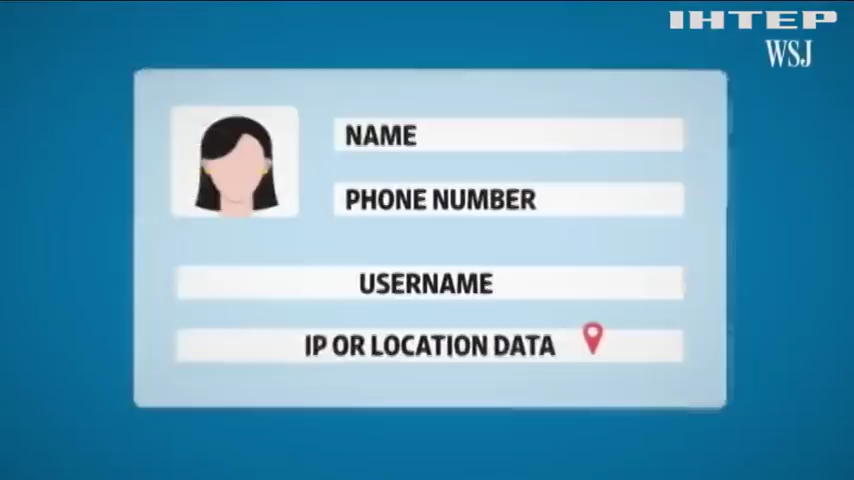 ІНТЕР
WSJ
NAME
PHONE NUMBER
USERNAME
IP OR LOCATION DATA